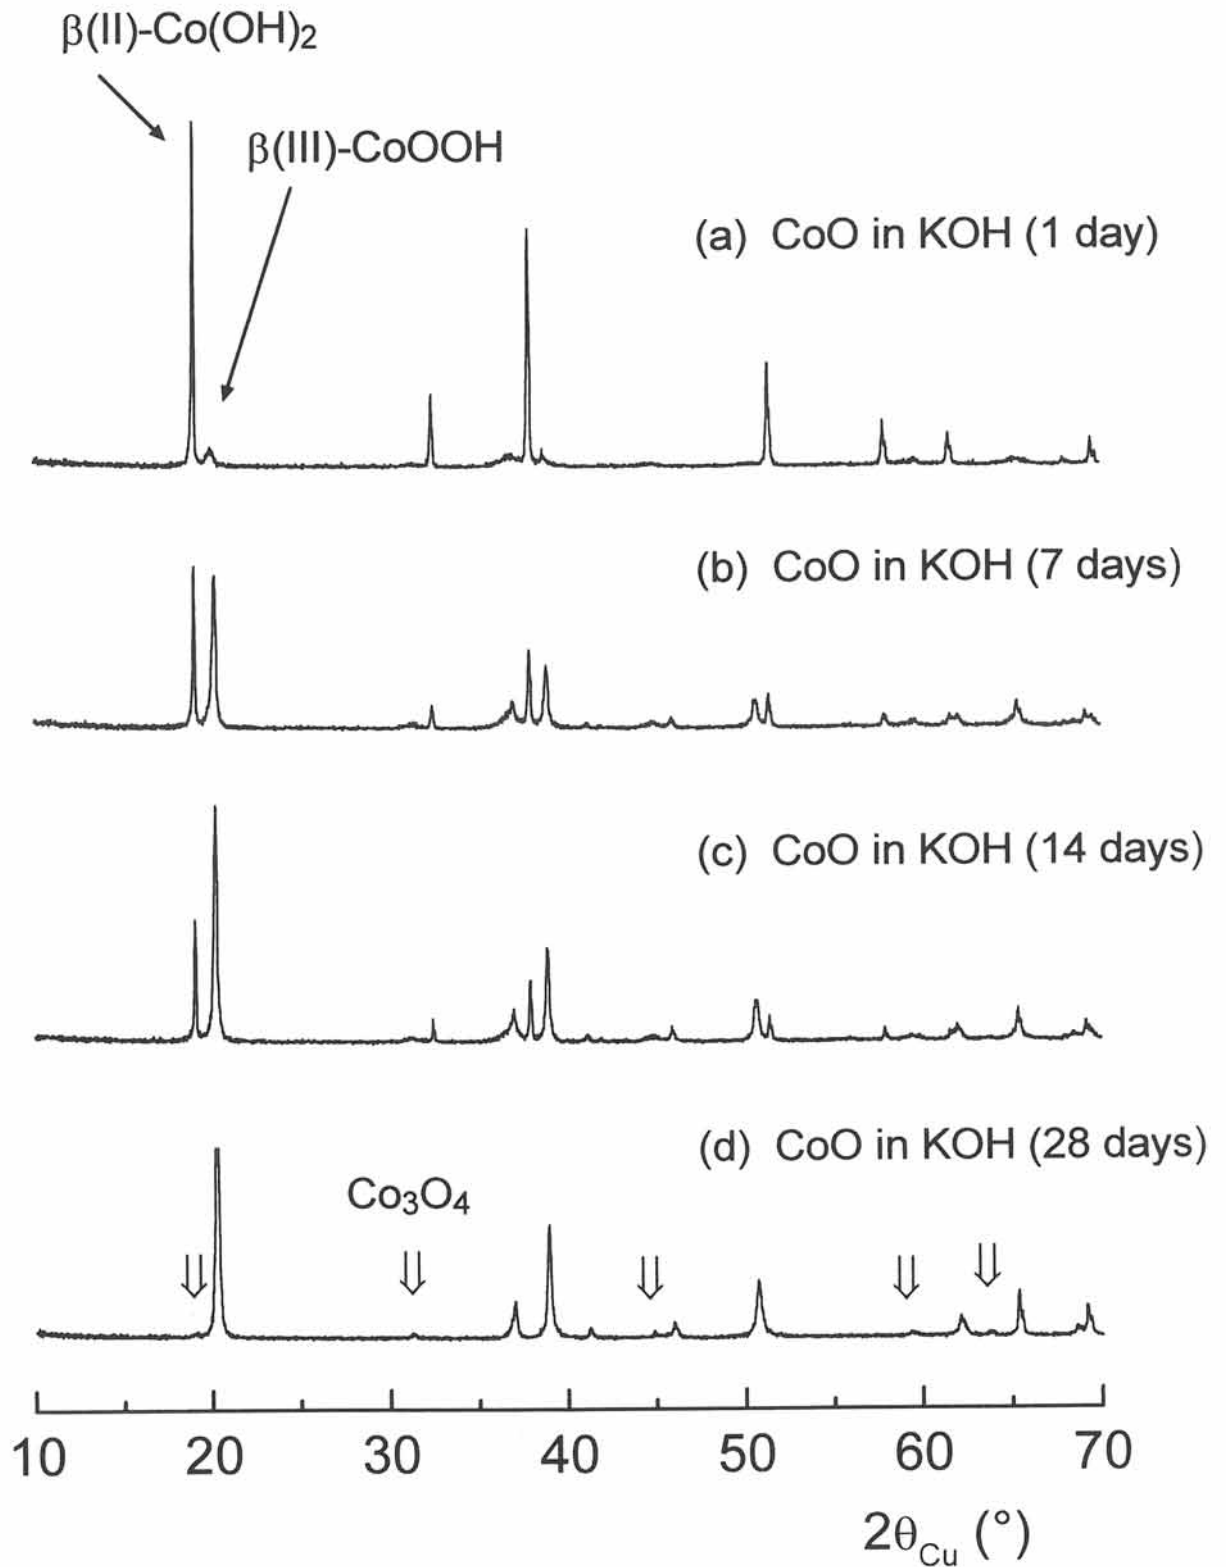 β(II)-Co(OH)₂
β(III)-CoOOH
(a) CoO in KOH (1 day)
(b) CoO in KOH (7 days)
(c) CoO in KOH (14 days)
(d) CoO in KOH (28 days)
Co₃O₄
10 20 30 40 50 60 70
2θCu (°)